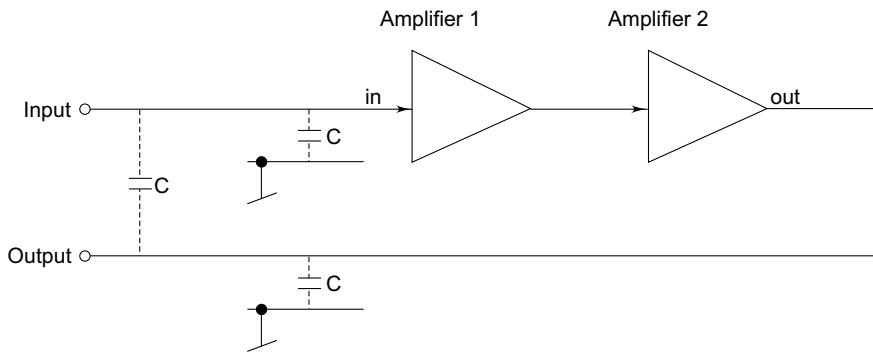 Amplifier 1
Amplifier 2
Input
in
out
C
C
Output
C